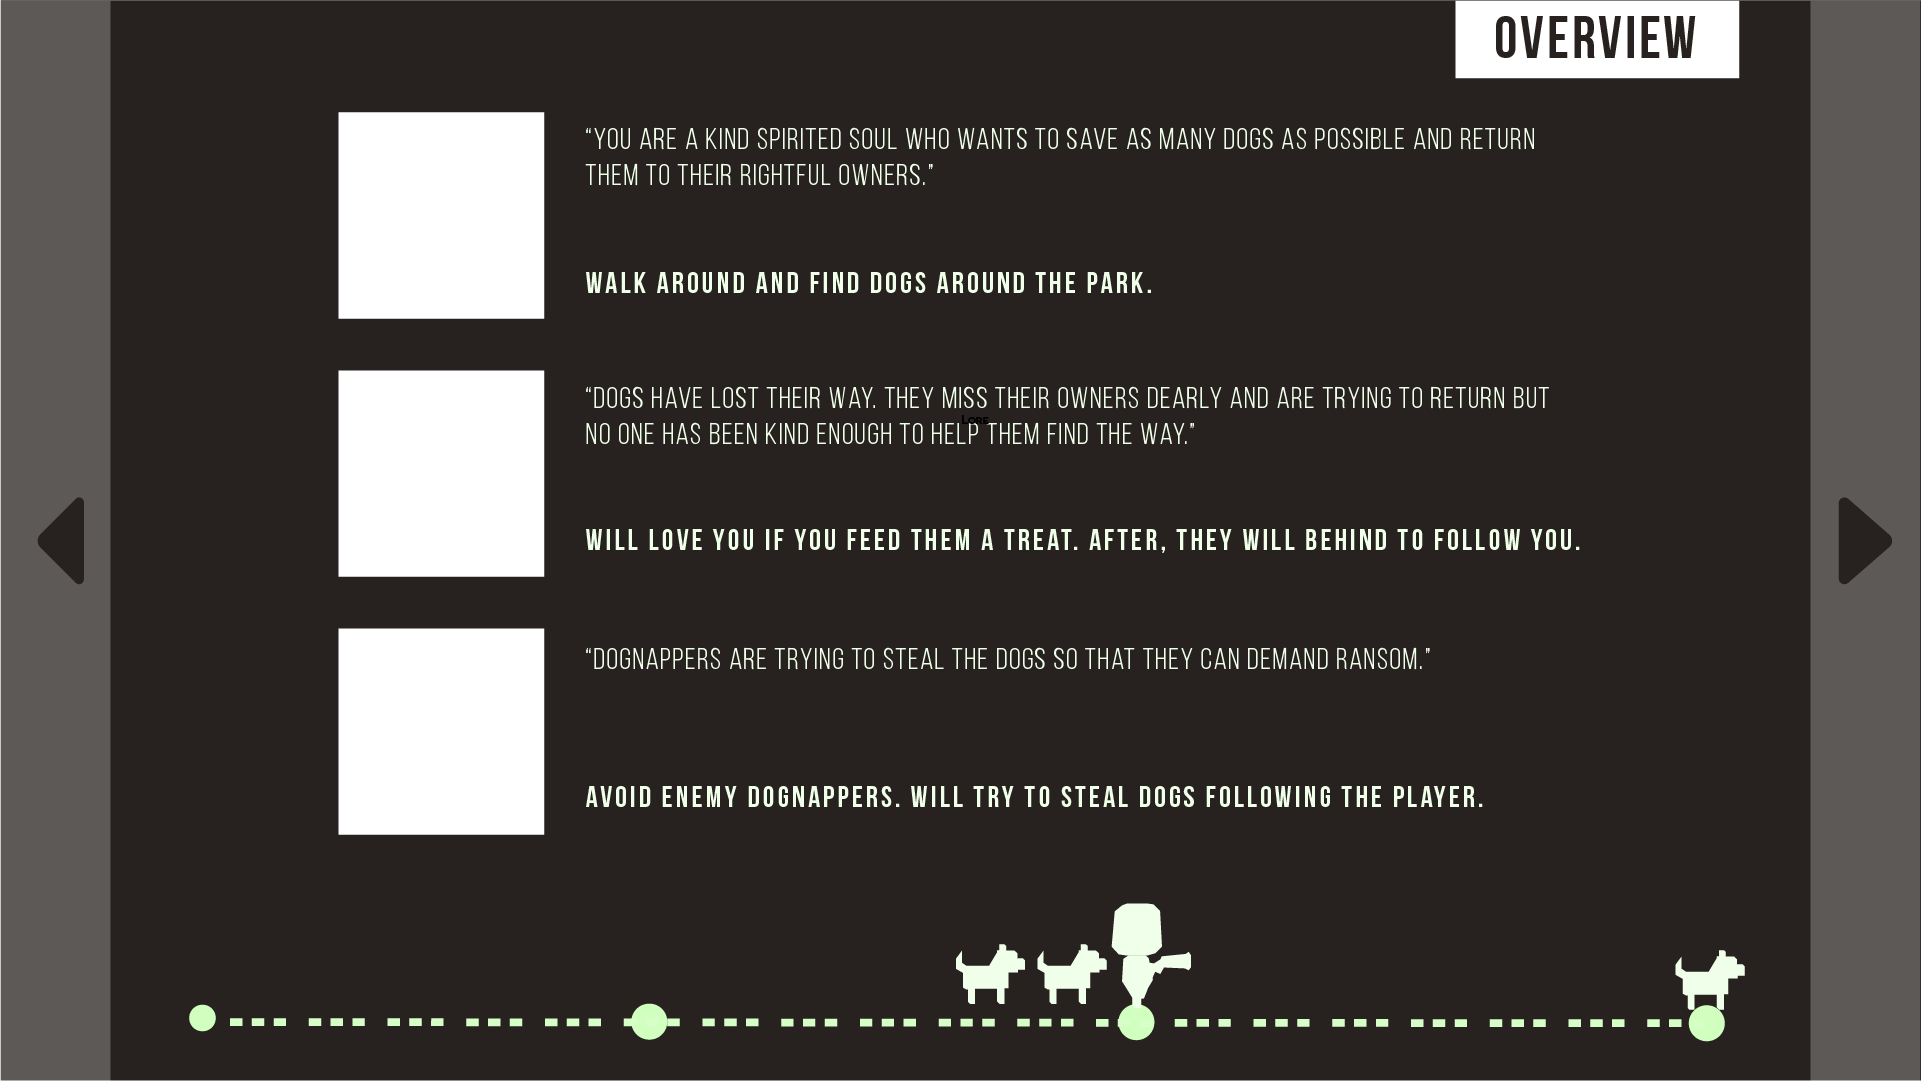 OVERVIEW
“YOU ARE A KIND SPIRITED SOUL WHO WANTS TO SAVE AS MANY DOGS AS POSSIBLE AND RETURN
THEM TO THEIR RIGHTFUL OWNERS.”
WALK AROUND AND FIND DOGS AROUND THE PARK.
“DOGS HAVE LOST THEIR WAY. THEY MISS THEIR OWNERS DEARLY AND ARE TRYING TO RETURN BUT
Lore
NO ONE HAS BEEN KIND ENOUGH TO HELP THEM FIND THE WAY.”
WILL LOVE YOU IF YOU FEED THEM A TREAT. AFTER, THEY WILL BEHIND TO FOLLOW YOU.
“DOGNAPPERS ARE TRYING TO STEAL THE DOGS SO THAT THEY CAN DEMAND RANSOM.”
AVOID ENEMY DOGNAPPERS. WILL TRY TO STEAL DOGS FOLLOWING THE PLAYER.